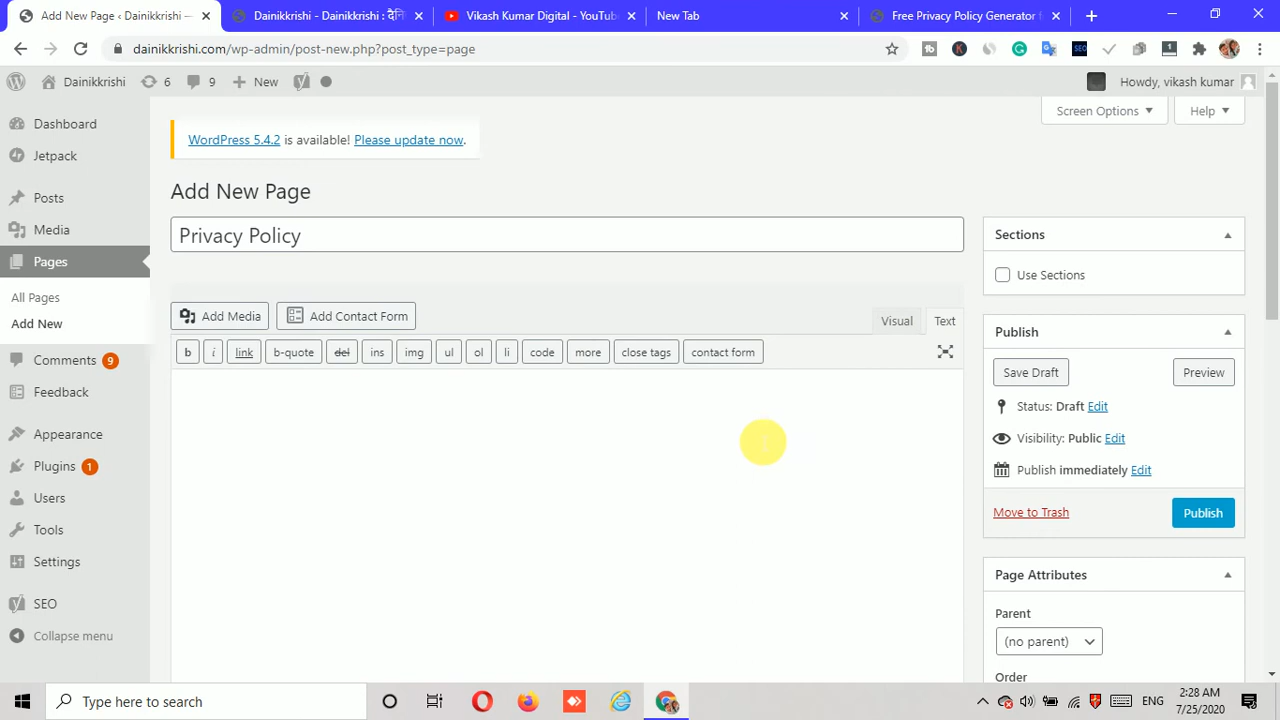 Add New Page < Dainikkrishi —
Dainikkrishi - Dainikkrishi : दैनि
Vikash Kumar Digital - YouTube
New Tab
Free Privacy Policy Generator for
dainikkrishi.com/wp-admin/post-new.php?post_type=page
Dainikkrishi
6
9
New
Howdy, vikash kumar
Screen Options
Help
WordPress 5.4.2 is available! Please update now.
Dashboard
Jetpack
Posts
Media
Pages
All Pages
Add New
Comments 9
Feedback
Appearance
Plugins 1
Users
Tools
Settings
SEO
Collapse menu
Add New Page
Privacy Policy
Add Media
Add Contact Form
Visual
Text
b
i
link
b-quote
del
ins
img
ul
ol
li
code
more
close tags
contact form
Sections
Use Sections
Publish
Save Draft
Preview
Status: Draft Edit
Visibility: Public Edit
Publish immediately Edit
Move to Trash
Publish
Page Attributes
Parent
(no parent)
Order
Type here to search
ENG
2:28 AM
7/25/2020